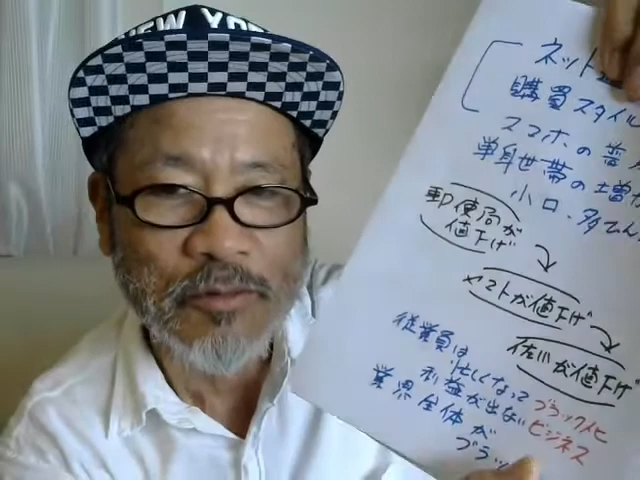 NEW YOR
ネット
購買スタイル
スマホの普
単身世帯の増加
小口、多ひん
郵便局が
値下げ
ヤマトが値下げ
佐川が値下げ
従業員は
忙しくなって
利益が出ない
業界全体が
ブラッ
ブラック化
ビジネス